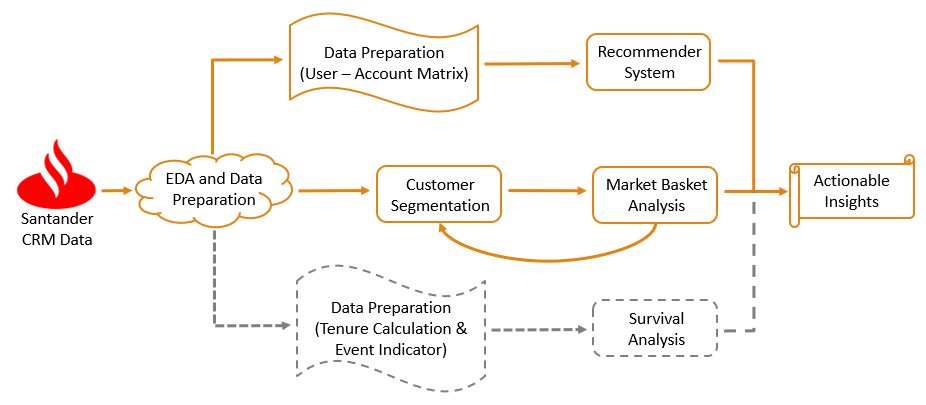 Data Preparation
(User – Account Matrix)
Recommender
System
Santander
CRM Data
EDA and Data
Preparation
Customer
Segmentation
Market Basket
Analysis
Actionable
Insights
Data Preparation
(Tenure Calculation &
Event Indicator)
Survival
Analysis